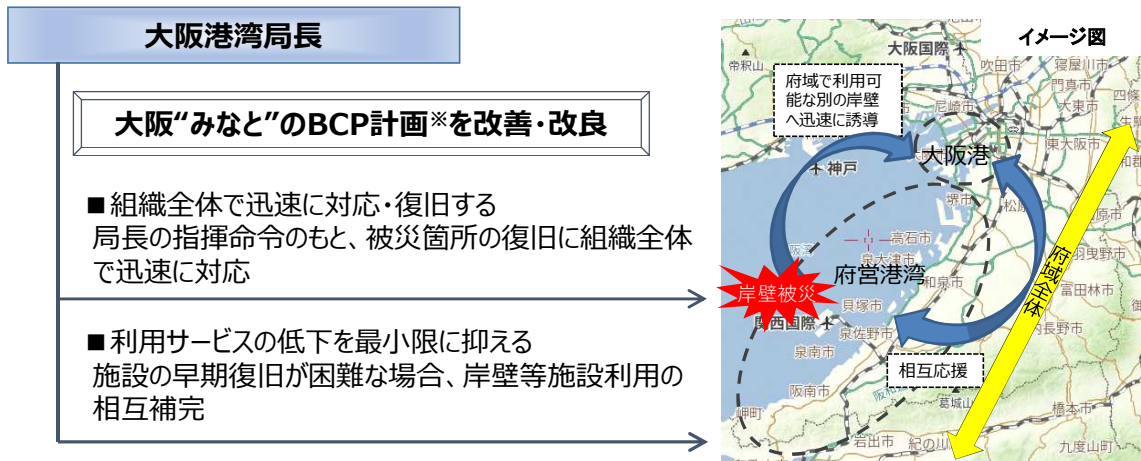 大阪港湾局長
大阪“みなと”のBCP計画※を改善・改良
■組織全体で迅速に対応・復旧する
局長の指揮命令のもと、被災箇所の復旧に組織全体
で迅速に対応
■利用サービスの低下を最小限に抑える
施設の早期復旧が困難な場合、岸壁等施設利用の
相互補完
イメージ図
大阪国際
帝釈山
吹田市
寝屋川市
門真市
府域で利用可
能な別の岸壁
へ迅速に誘導
尼崎市
大東市
東大阪市
大阪港
神戸
堺市
高石市
泉大津市
羽曳野市
府営港湾
和泉市
富田林市
岸壁被災
貝塚市
府域全体
関西国際
泉佐野市
内長野市
泉南市
相互応援
阪南市
葛城山
岬町
橋本市
岩出市
紀の川
九度山町